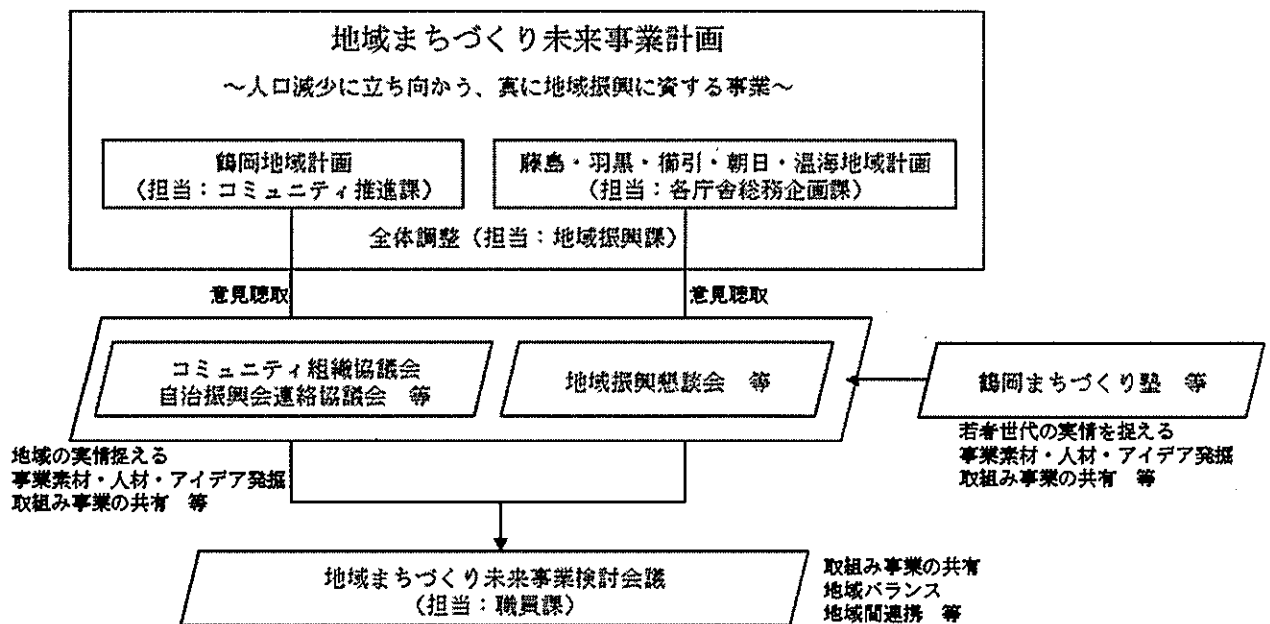 地域まちづくり未来事業計画
～人口減少に立ち向かう、真に地域振興に資する事業～
鶴岡地域計画
（担当：コミュニティ推進課）
藤島・羽黒・櫛引・朝日・温海地域計画
（担当：各庁舎総務企画課）
全体調整（担当：地域振興課）
意見聴取
意見聴取
コミュニティ組織協議会
自治振興会連絡協議会　等
地域振興懇談会　等
鶴岡まちづくり塾　等
地域の実情捉える
事業素材・人材・アイデア発掘
取組み事業の共有　等
若者世代の実情を捉える
事業素材・人材・アイデア発掘
取組み事業の共有　等
地域まちづくり未来事業検討会議
（担当：職員課）
取組み事業の共有
地域バランス
地域間連携　等